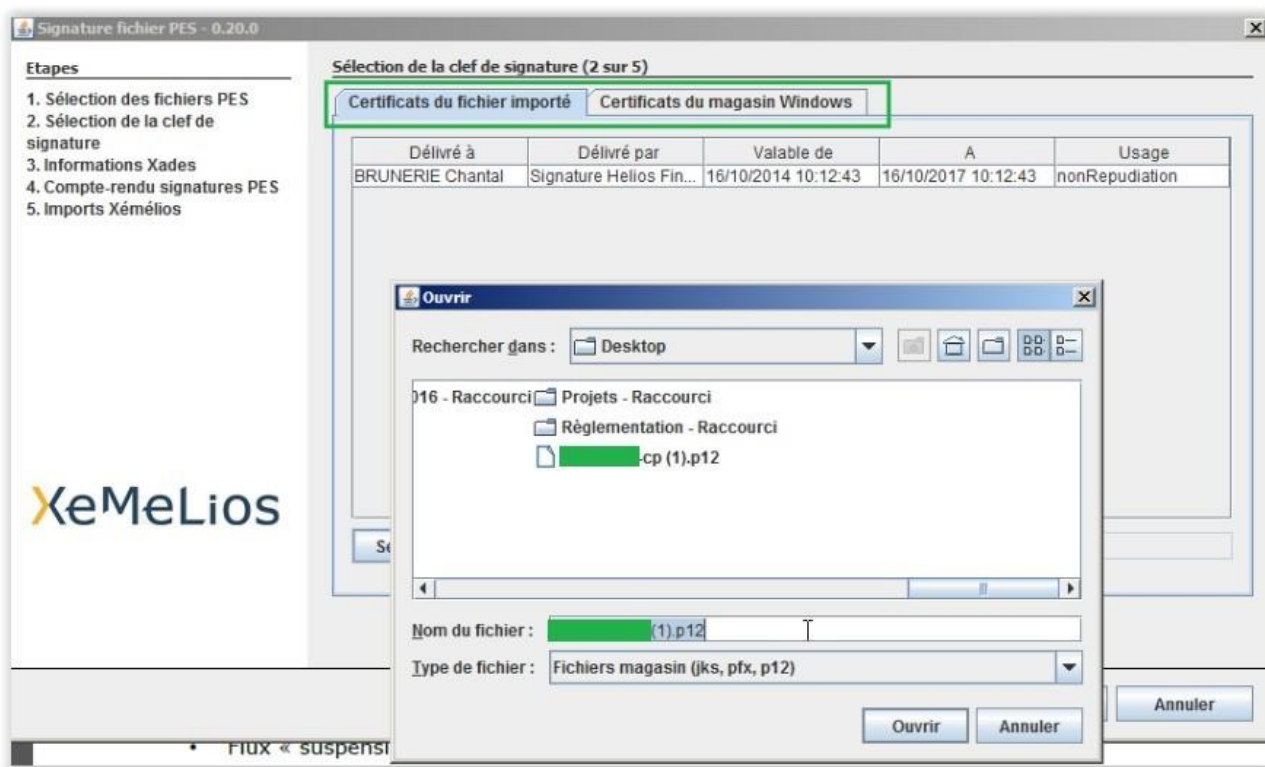 Signature fichier PES - 0.20.0
Etapes
1. Sélection des fichiers PES
2. Sélection de la clef de
signature
3. Informations Xades
4. Compte-rendu signatures PES
5. Imports Xémélios
XeMeLios
Sélection de la clef de signature (2 sur 5)
Certificats du fichier importé Certificats du magasin Windows
Délivré à Délivré par Valable de A Usage
BRUNERIE Chantal Signature Helios Fin... 16/10/2014 10:12:43 16/10/2017 10:12:43 nonRepudiation
Ouvrir
Rechercher dans : Desktop
016 - Raccourci Projets - Raccourci
Règlementation - Raccourci
-cp (1).p12
Nom du fichier : (1).p12
Type de fichier : Fichiers magasin (jks, pfx, p12)
Ouvrir Annuler
Annuler
• Flux «